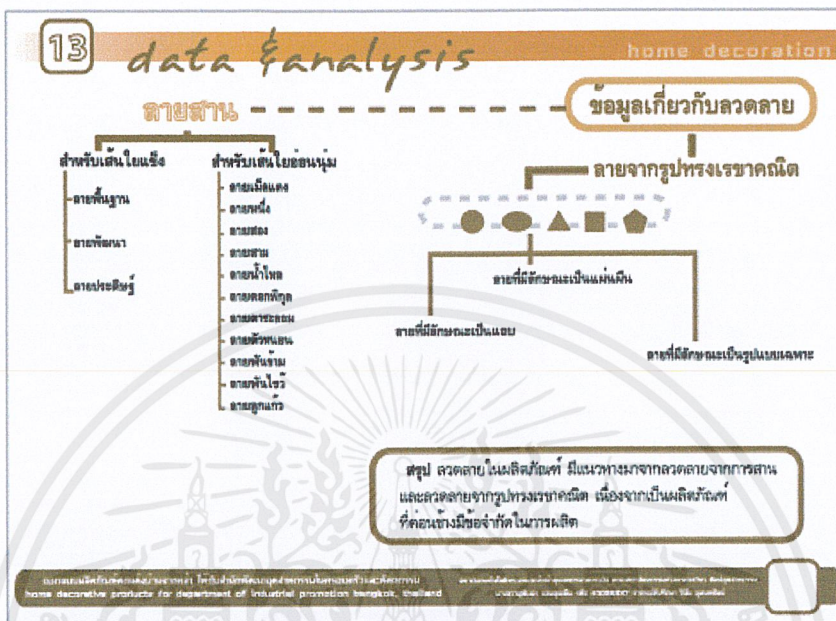 13
data & analysis
home decoration
ลายสาน
ข้อมูลเกี่ยวกับลวดลาย
สำหรับเส้นใยแข็ง
ลายพื้นฐาน
ลายพัฒนา
ลายประดิษฐ์
สำหรับเส้นใยอ่อนนุ่ม
ลายเม็ดแตง
ลายหนึ่ง
ลายสอง
ลายสาม
ลายน้ำไหล
ลายดอกพิกุล
ลายตัวหนอน
ลายพันข้าม
ลายพันไขว้
ลายลูกแก้ว
ลายจากรูปทรงเรขาคณิต
ลายที่มีลักษณะเป็นแผ่นผืน
ลายที่มีลักษณะเป็นแถบ
ลายที่มีลักษณะเป็นรูปแบบเฉพาะ
สรุป ลวดลายในผลิตภัณฑ์ มีแนวทางมาจากลวดลายจากการสาน
และลวดลายจากรูปทรงเรขาคณิต เนื่องจากเป็นผลิตภัณฑ์
ที่ค่อนข้างมีข้อจำกัดในการผลิต
home decorative products for department of industrial promotion bangkok, thailand